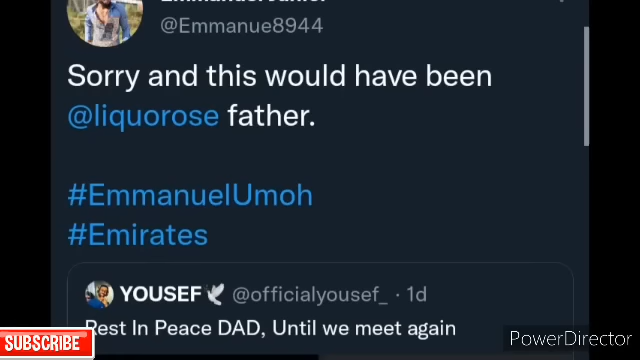 @Emmanue8944
Sorry and this would have been
@liquorose father.
#EmmanuelUmoh
#Emirates
YOUSEF🕊 @officialyousef_ · 1d
Rest In Peace DAD, Until we meet again
SUBSCRIBE
PowerDirector